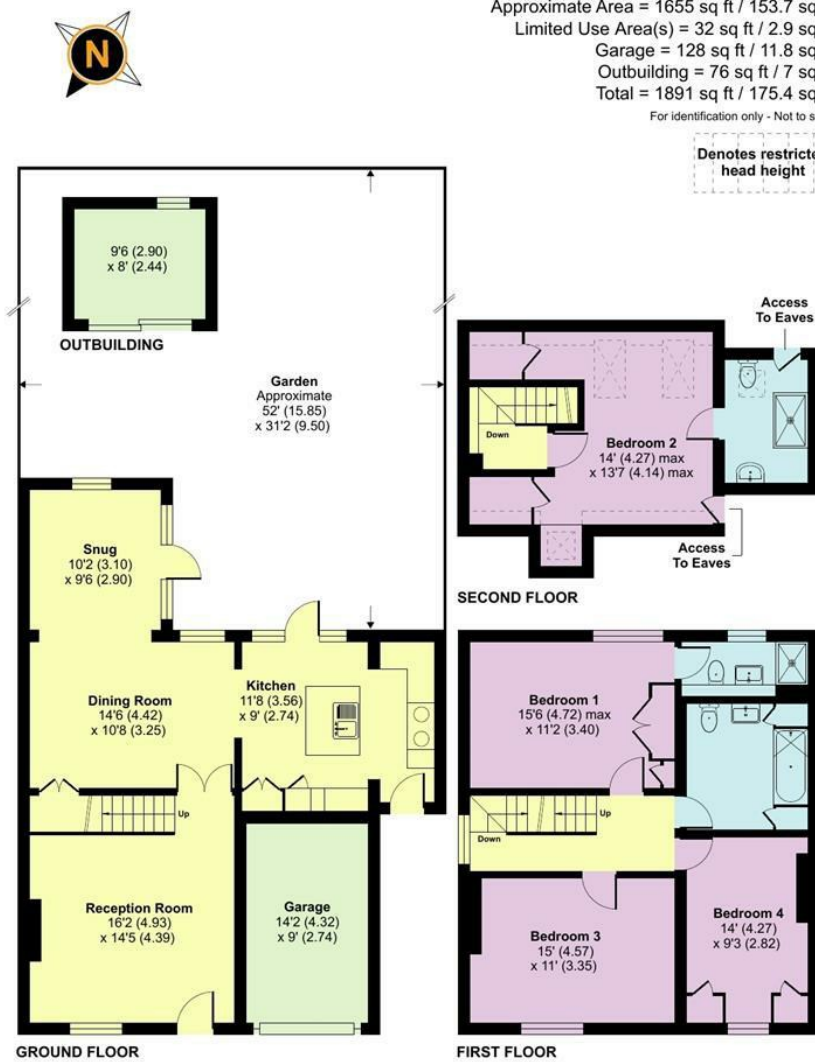 Approximate Area = 1655 sq ft / 153.7 sq
Limited Use Area(s) = 32 sq ft / 2.9 sq
Garage = 128 sq ft / 11.8 sq
Outbuilding = 76 sq ft / 7 sq
Total = 1891 sq ft / 175.4 sq
For identification only - Not to s
N
Denotes restricte
head height
9'6 (2.90)
x 8' (2.44)
OUTBUILDING
Garden
Approximate
52' (15.85)
x 31'2 (9.50)
Access
To Eaves
Down
Bedroom 2
14' (4.27) max
x 13'7 (4.14) max
Access
To Eaves
SECOND FLOOR
Snug
10'2 (3.10)
x 9'6 (2.90)
Dining Room
14'6 (4.42)
x 10'8 (3.25)
Kitchen
11'8 (3.56)
x 9' (2.74)
Up
Reception Room
16'2 (4.93)
x 14'5 (4.39)
Garage
14'2 (4.32)
x 9' (2.74)
GROUND FLOOR
Bedroom 1
15'6 (4.72) max
x 11'2 (3.40)
Down
Up
Bedroom 3
15' (4.57)
x 11' (3.35)
Bedroom 4
14' (4.27)
x 9'3 (2.82)
FIRST FLOOR